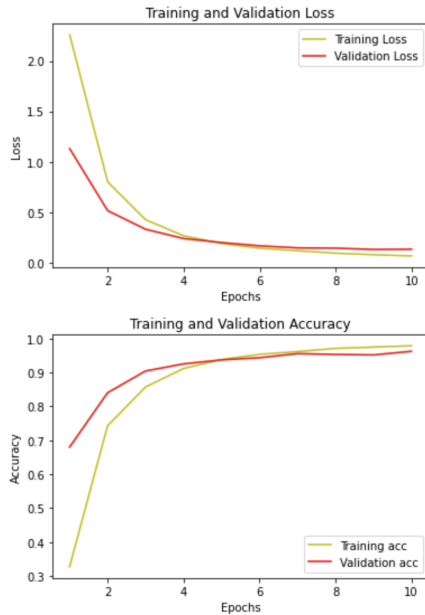 Training and Validation Loss
Training Loss
Validation Loss
2.0
1.5
1.0
0.5
0.0
Loss
2 4 6 8 10
Epochs
Training and Validation Accuracy
1.0
0.9
0.8
0.7
0.6
0.5
0.4
0.3
Accuracy
Training acc
Validation acc
2 4 6 8 10
Epochs